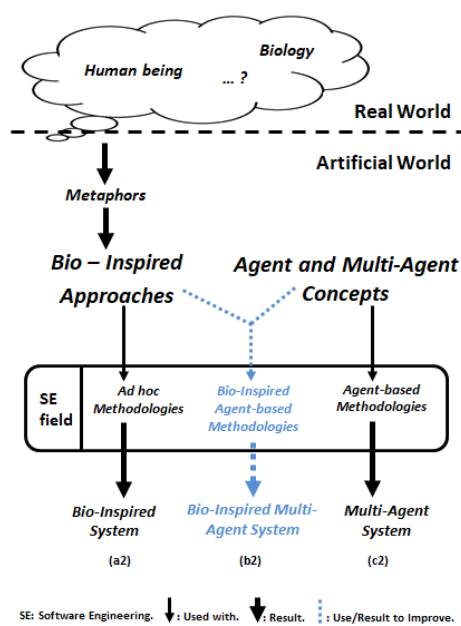 Biology
Human being
... ?
Real World
Artificial World
Metaphors
Bio – Inspired
Approaches
Agent and Multi-Agent
Concepts
SE
field
Ad hoc
Methodologies
Bio-Inspired
Agent-based
Methodologies
Agent-based
Methodologies
Bio-Inspired
System
Bio-Inspired Multi-
Agent System
Multi-Agent
System
(a2)
(b2)
(c2)
SE: Software Engineering. : Used with. : Result. : Use/Result to Improve.